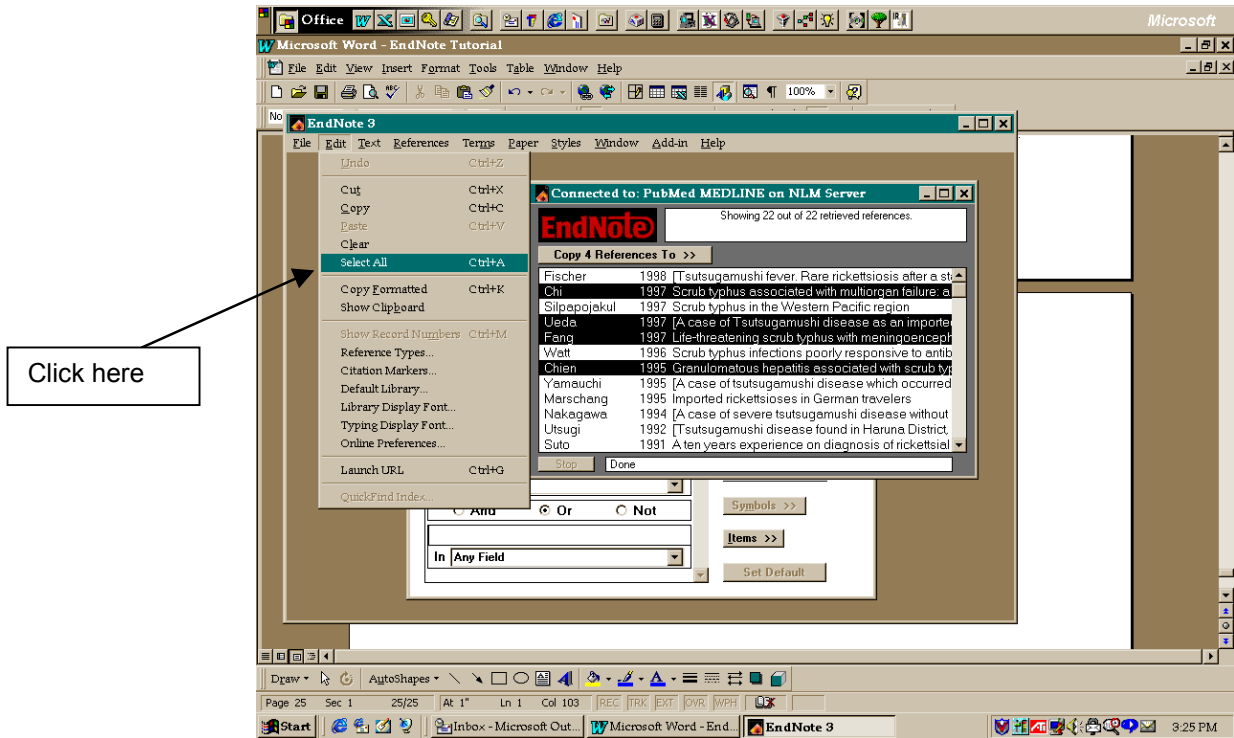 Office
Microsoft
Microsoft Word - EndNote Tutorial
File Edit View Insert Format Tools Table Window Help
100%
No
EndNote 3
File Edit Text References Terms Paper Styles Window Add-in Help
Undo Ctrl+Z
Cut Ctrl+X
Copy Ctrl+C
Paste Ctrl+V
Clear
Select All Ctrl+A
Copy Formatted Ctrl+K
Show Clipboard
Show Record Numbers Ctrl+M
Reference Types...
Citation Markers...
Default Library...
Library Display Font...
Typing Display Font...
Online Preferences...
Launch URL Ctrl+G
QuickFind Index...
Click here
Connected to: PubMed MEDLINE on NLM Server
EndNote
Showing 22 out of 22 retrieved references.
Copy 4 References To >>
Fischer 1998 [Tsutsugamushi fever. Rare rickettsiosis after a sta
Chi 1997 Scrub typhus associated with multiorgan failure: a
Silpapojakul 1997 Scrub typhus in the Western Pacific region
Ueda 1997 [A case of Tsutsugamushi disease as an importe
Fang 1997 Life-threatening scrub typhus with meningoenceph
Watt 1996 Scrub typhus infections poorly responsive to antib
Chien 1995 Granulomatous hepatitis associated with scrub typ
Yamauchi 1995 [A case of tsutsugamushi disease which occurred
Marschang 1995 Imported rickettsioses in German travelers
Nakagawa 1994 [A case of severe tsutsugamushi disease without
Utsugi 1992 [Tsutsugamushi disease found in Haruna District,
Suto 1991 A ten years experience on diagnosis of rickettsial
Stop Done
And Or Not
Symbols >>
Items >>
In Any Field
Set Default
Draw AutoShapes
Page 25 Sec 1 25/25 At 1" Ln 1 Col 103 REC TRK EXT OVR WPH
Start Inbox - Microsoft Out... Microsoft Word - End... EndNote 3 3:25 PM